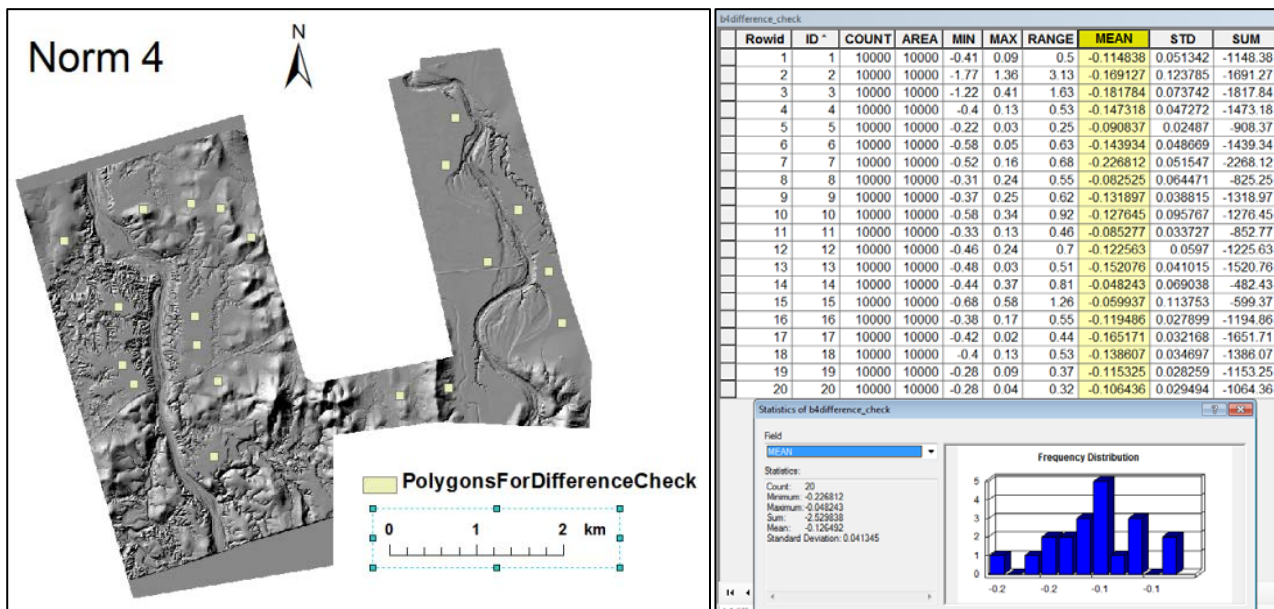 Norm 4
N
PolygonsForDifferenceCheck
0 1 2 km
b4difference_check
Rowid ID COUNT AREA MIN MAX RANGE MEAN STD SUM
1 1 10000 10000 -0.41 0.09 0.5 -0.114838 0.051342 -1148.38
2 2 10000 10000 -1.77 1.36 3.13 -0.169127 0.123785 -1691.27
3 3 10000 10000 -1.22 0.41 1.63 -0.181784 0.073742 -1817.84
4 4 10000 10000 -0.4 0.13 0.53 -0.147318 0.047272 -1473.18
5 5 10000 10000 -0.22 0.03 0.25 -0.090837 0.02487 -908.37
6 6 10000 10000 -0.58 0.05 0.63 -0.143934 0.048669 -1439.34
7 7 10000 10000 -0.52 0.16 0.68 -0.226812 0.051547 -2268.12
8 8 10000 10000 -0.31 0.24 0.55 -0.082525 0.064471 -825.25
9 9 10000 10000 -0.37 0.25 0.62 -0.131897 0.038815 -1318.97
10 10 10000 10000 -0.58 0.34 0.92 -0.127645 0.095767 -1276.45
11 11 10000 10000 -0.33 0.13 0.46 -0.085277 0.033727 -852.77
12 12 10000 10000 -0.46 0.24 0.7 -0.122563 0.0597 -1225.63
13 13 10000 10000 -0.48 0.03 0.51 -0.152076 0.041015 -1520.76
14 14 10000 10000 -0.44 0.37 0.81 -0.048243 0.069038 -482.43
15 15 10000 10000 -0.68 0.58 1.26 -0.059937 0.113753 -599.37
16 16 10000 10000 -0.38 0.17 0.55 -0.119486 0.027899 -1194.86
17 17 10000 10000 -0.42 0.02 0.44 -0.165171 0.032168 -1651.71
18 18 10000 10000 -0.4 0.13 0.53 -0.138607 0.034697 -1386.07
19 19 10000 10000 -0.28 0.09 0.37 -0.115325 0.028259 -1153.25
20 20 10000 10000 -0.28 0.04 0.32 -0.106436 0.029494 -1064.36
Statistics of b4difference_check
Field
MEAN
Statistics:
Count: 20
Minimum: -0.226812
Maximum: -0.048243
Sum: -2.529838
Mean: -0.126492
Standard Deviation: 0.041345
Frequency Distribution
5
4
3
2
1
0
-0.2 -0.2 -0.1 -0.1